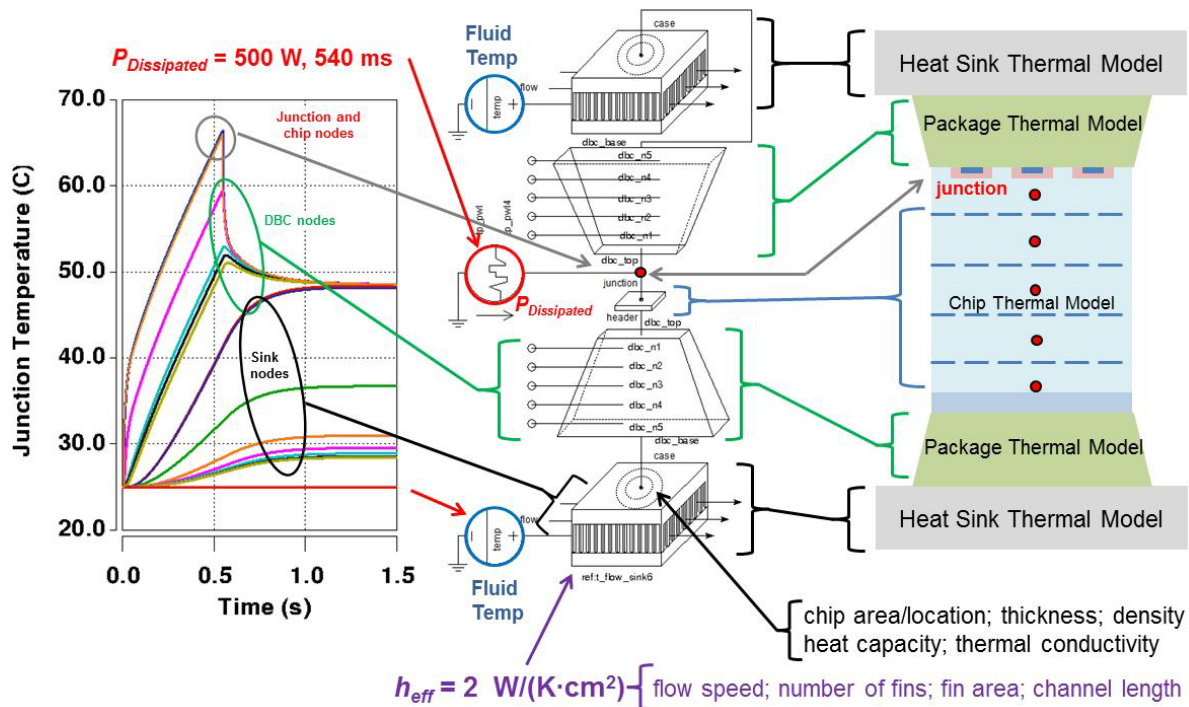 P_Dissipated = 500 W, 540 ms
Junction Temperature (C)
70.0
60.0
50.0
40.0
30.0
20.0
0.0
0.5
1.0
1.5
Time (s)
Junction and
chip nodes
DBC nodes
Sink
nodes
Fluid
Temp
case
flow
temp
- +
dbc_base
dbc_n5
dbc_n4
dbc_n3
dbc_n2
dbc_n1
dbc_top
junction
P_Dissipated
header
dbc_top
dbc_n1
dbc_n2
dbc_n3
dbc_n4
dbc_n5
dbc_base
case
flow
temp
- +
Fluid
Temp
ref:t_flow_sink6
Heat Sink Thermal Model
Package Thermal Model
junction
Chip Thermal Model
Package Thermal Model
Heat Sink Thermal Model
chip area/location; thickness; density
heat capacity; thermal conductivity
h_eff = 2 W/(K·cm²)
flow speed; number of fins; fin area; channel length